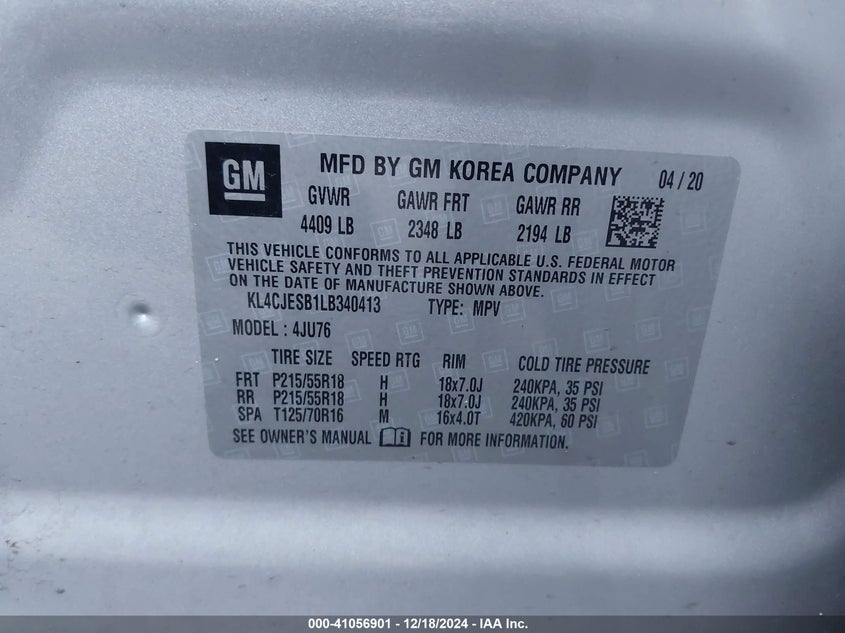 GM MFD BY GM KOREA COMPANY 04 / 20
GVWR GAWR FRT GAWR RR
4409 LB 2348 LB 2194 LB
THIS VEHICLE CONFORMS TO ALL APPLICABLE U.S. FEDERAL MOTOR
VEHICLE SAFETY AND THEFT PREVENTION STANDARDS IN EFFECT
ON THE DATE OF MANUFACTURE SHOWN ABOVE.
KL4CJESB1LB340413 TYPE: MPV
MODEL : 4JU76
TIRE SIZE SPEED RTG RIM COLD TIRE PRESSURE
FRT P215/55R18 H 18x7.0J 240KPA, 35 PSI
RR P215/55R18 H 18x7.0J 240KPA, 35 PSI
SPA T125/70R16 M 16x4.0T 420KPA, 60 PSI
SEE OWNER'S MANUAL FOR MORE INFORMATION.
000-41056901 - 12/18/2024 - IAA Inc.